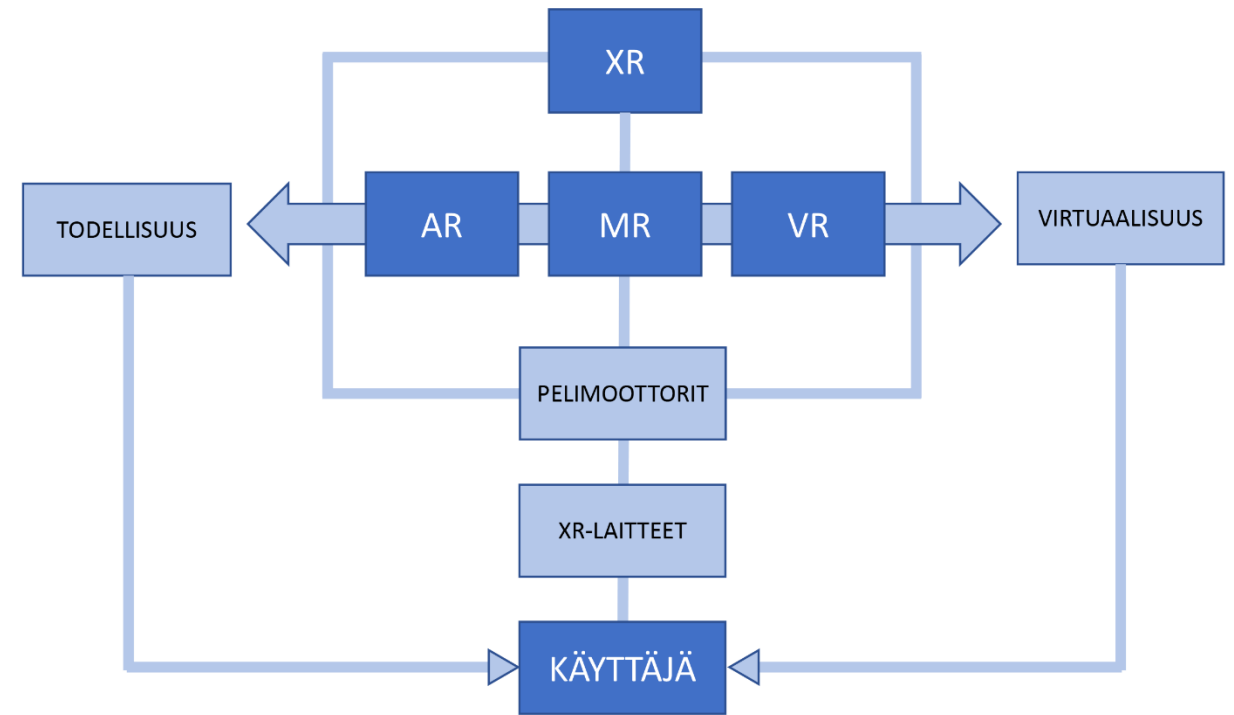 XR
TODELLISUUS
AR
MR
VR
VIRTUAALISUUS
PELIMOOTTORIT
XR-LAITTEET
KÄYTTÄJÄ